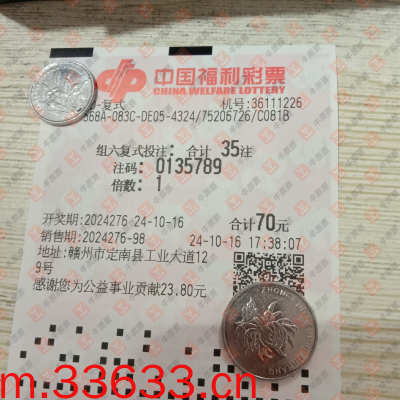 中国福利彩票
CHINA WELFARE LOTTERY
-复式
机号:36111226
568A-083C-DE05-4324/75206726/C081B
组六复式投注: 合计 35注
注码: 0135789
倍数: 1
开奖期:2024276 24-10-16 合计70元
销售期:2024276-98 24-10-16 17:38:07
地址:赣州市定南县工业大道12
9号
感谢您为公益事业贡献23.80元
ZHONG
m.33633.cn